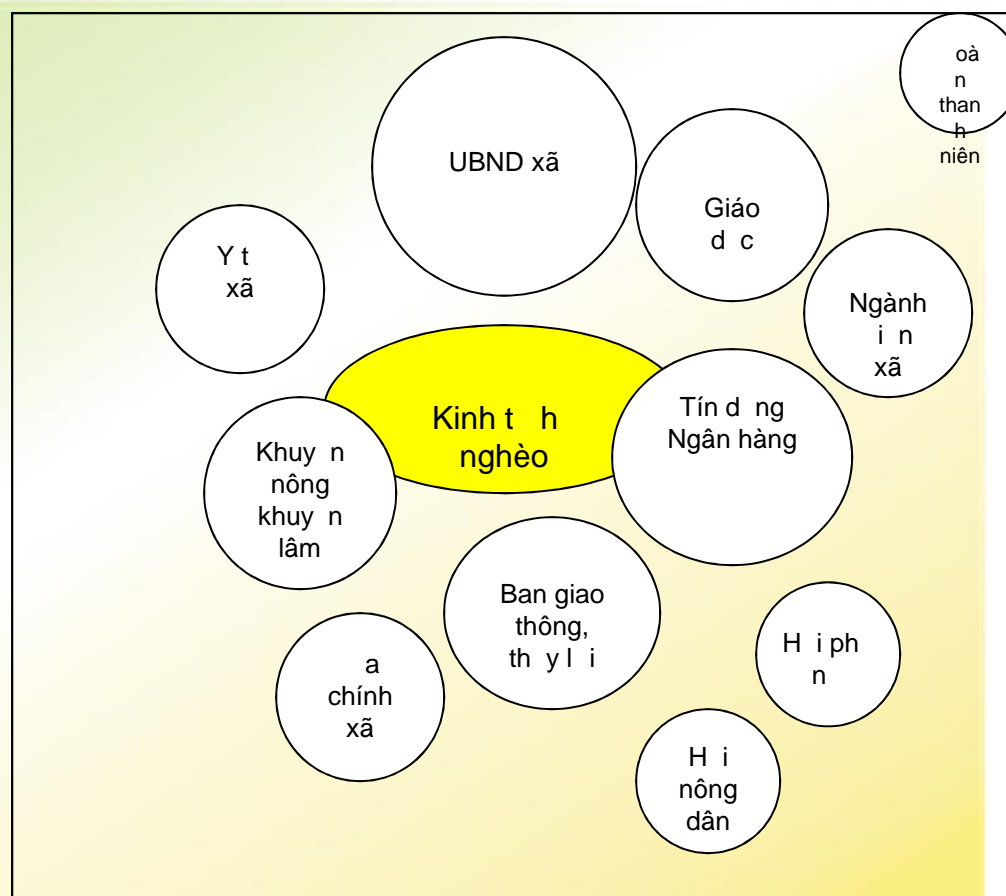 oà
n
than
h
niên
UBND xã
Giáo
d c
Y t
xã
Ngành
i n
xã
Kinh t h
nghèo
Tín d ng
Ngân hàng
Khuy n
nông
khuy n
lâm
Ban giao
thông,
th y l i
H i ph
n
a
chính
xã
H i
nông
dân